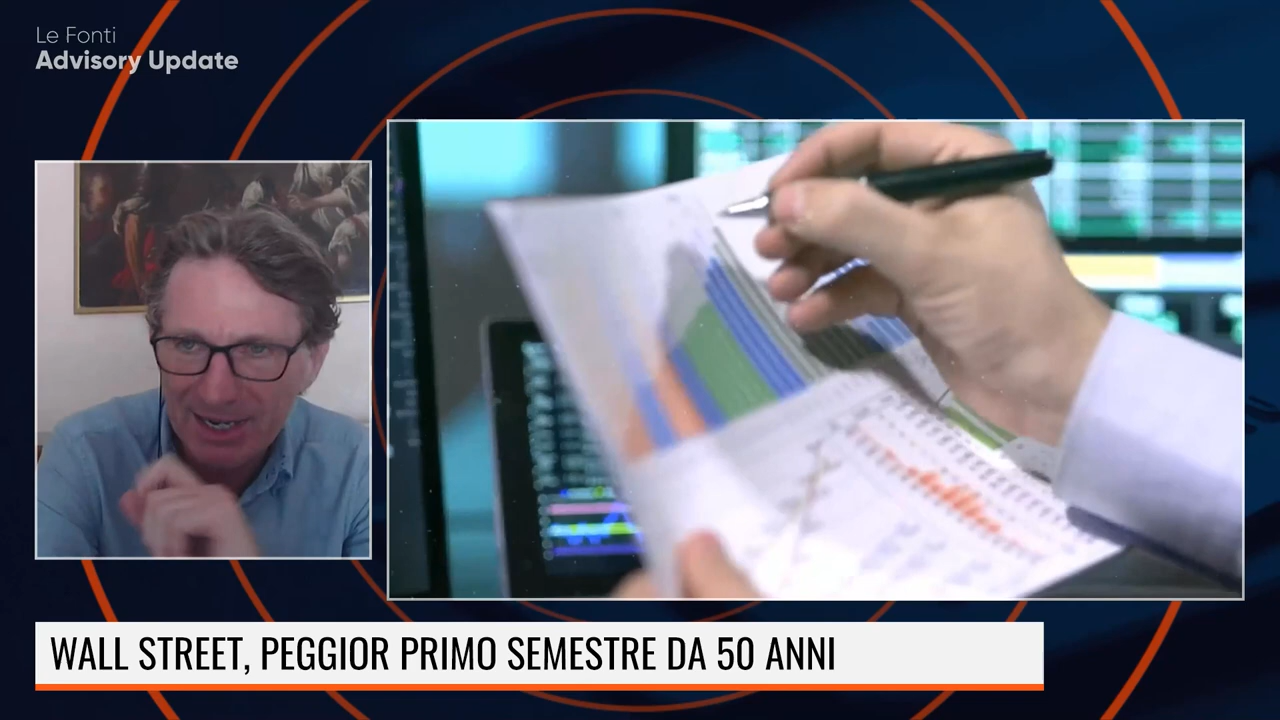 Le Fonti
Advisory Update
WALL STREET, PEGGIOR PRIMO SEMESTRE DA 50 ANNI